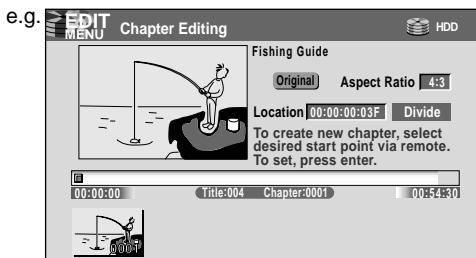 e.g.
EDIT MENU Chapter Editing HDD
Fishing Guide
Original Aspect Ratio 4:3
Location 00:00:00:03F Divide
To create new chapter, select
desired start point via remote.
To set, press enter.
00:00:00 Title:004 Chapter:0001 00:54:30
0001